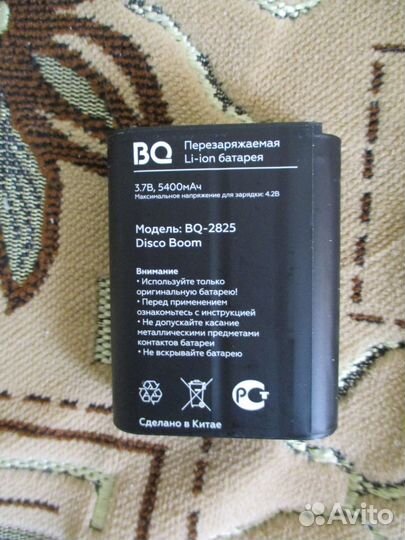 BQ
Перезаряжаемая
Li-ion батарея
3.7В, 5400мАч
Максимальное напряжение для зарядки: 4.2В
Модель: BQ-2825
Disco Boom
Внимание
• Используйте только
оригинальную батарею!
• Перед применением
ознакомьтесь с инструкцией
• Не допускайте касание
металлическими предметами
контактов батареи
• Не вскрывайте батарею
РСТ
Сделано в Китае
Avito